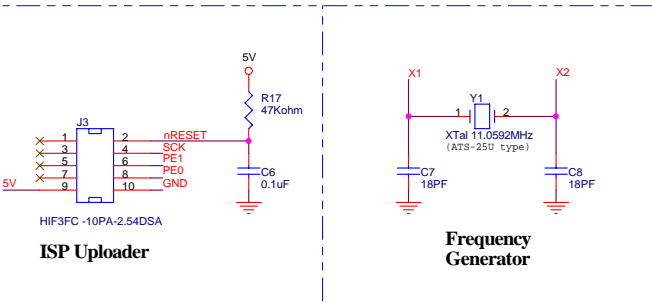 5V
R17
47Kohm
J3
1 2 nRESET
3 4 SCK
5 6 PE1
7 8 PE0
5V 9 10 GND
C6
0.1uF
HIF3FC -10PA-2.54DSA
ISP Uploader
X1 X2
Y1
1 2
XTal 11.0592MHz
(ATS-25U type)
C7
18PF
C8
18PF
Frequency
Generator